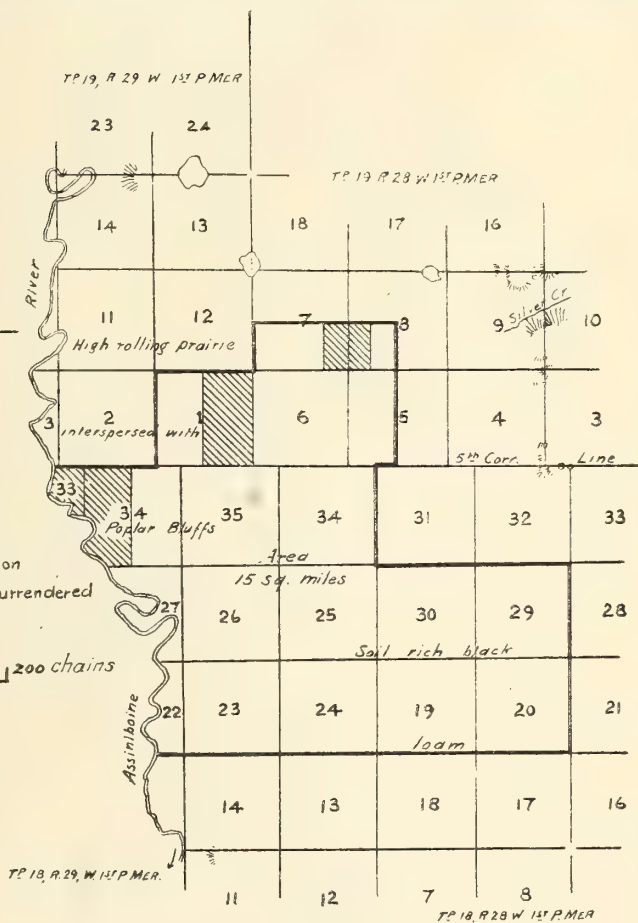 TP 19, R 29 W 1ST P. MER
23 24
TP 19 R 28 W 1ST P. MER
14 13 18 17 16
River
11 12 7 8 9 Silver Cr 10
High rolling prairie
3 2 1 6 5 4 3
interspersed with
5th Corr. Line
33 34 35 34 31 32 33
Poplar Bluffs
Area
15 sq. miles
on
urrendered
27 26 25 30 29 28
Soil rich black
200 chains
22 23 24 19 20 21
loam
Assiniboine
14 13 18 17 16
TP 18, R. 29, W. 1ST P MER.
11 12 7 8
TP 18, R 28 W 1ST P. MER